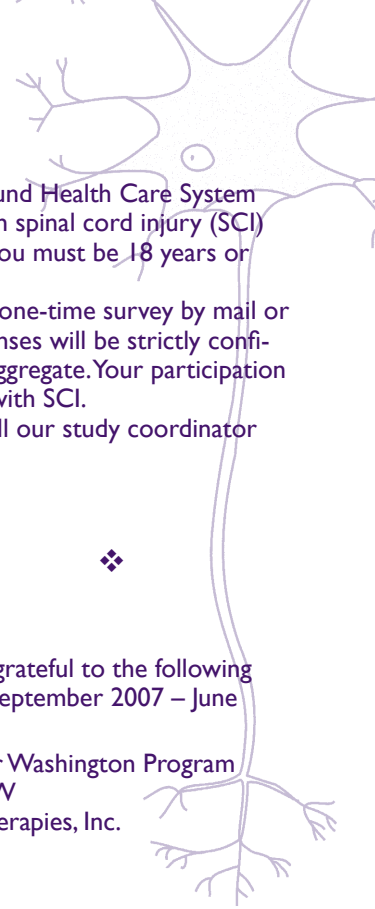 und Health Care System
spinal cord injury (SCI)
ou must be 18 years or
one-time survey by mail or
nses will be strictly confi-
ggregate. Your participation
with SCI.
ll our study coordinator
❖
grateful to the following
eptember 2007 – June
Washington Program
W
erapies, Inc.